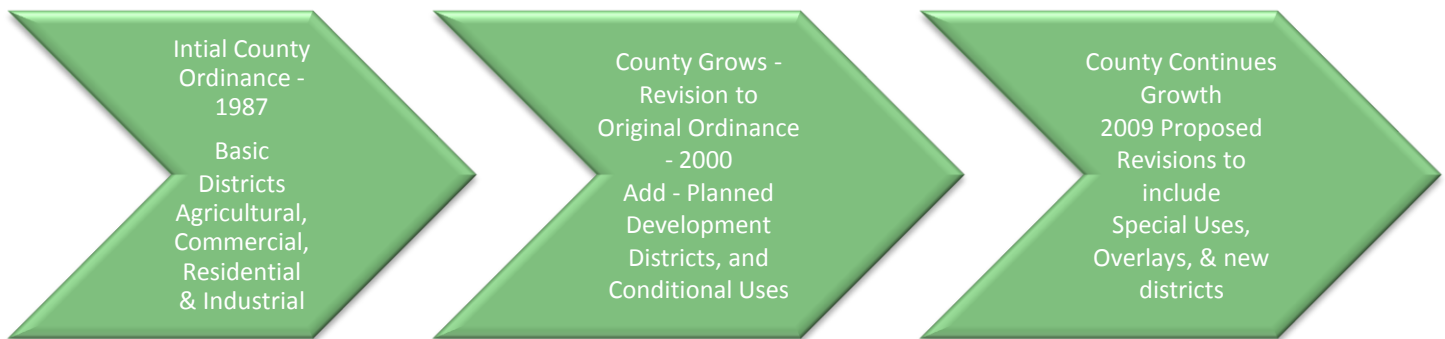 Intial County
Ordinance -
1987
Basic
Districts
Agricultural,
Commercial,
Residential
& Industrial
County Grows -
Revision to
Original Ordinance
- 2000
Add - Planned
Development
Districts, and
Conditional Uses
County Continues
Growth
2009 Proposed
Revisions to
include
Special Uses,
Overlays, & new
districts